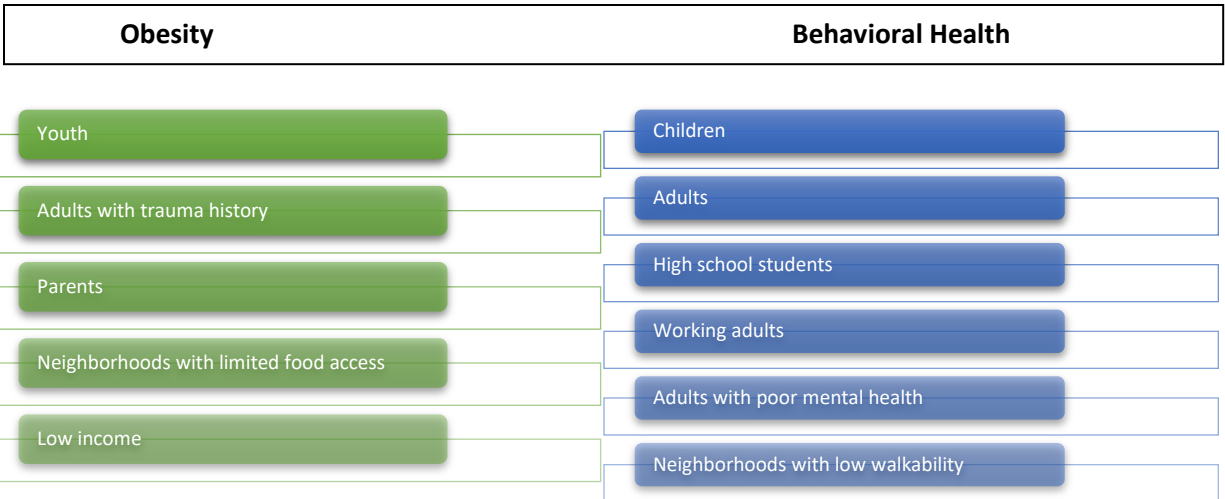 Obesity
Behavioral Health
Youth
Adults with trauma history
Parents
Neighborhoods with limited food access
Low income
Children
Adults
High school students
Working adults
Adults with poor mental health
Neighborhoods with low walkability